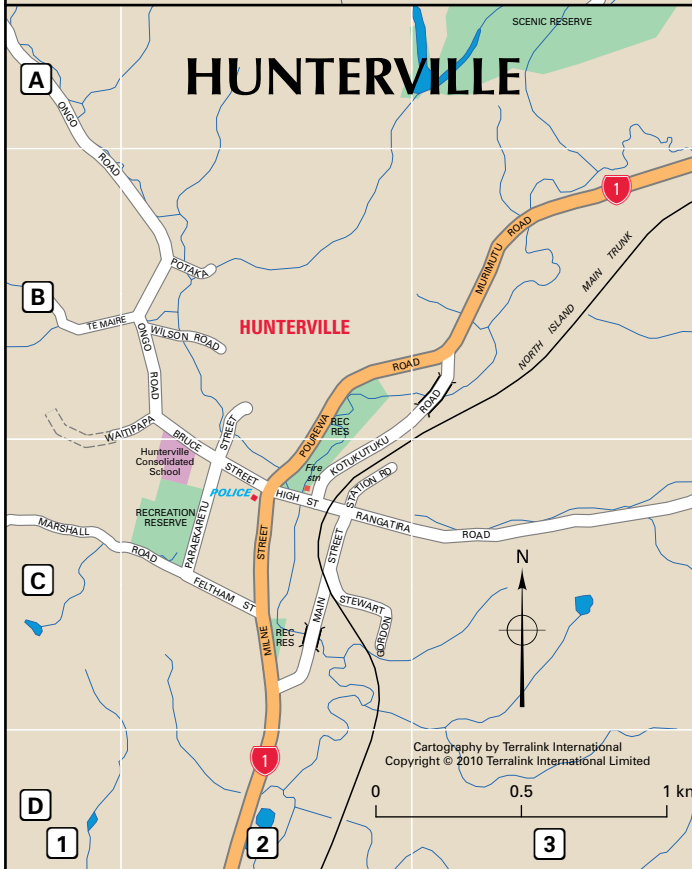 SCENIC RESERVE
HUNTERVILLE
A
ONGO
ROAD
1
MURIMUTU ROAD
NORTH ISLAND MAIN TRUNK
POTAKA
B
TE MAIRE
WILSON ROAD
ONGO
ROAD
HUNTERVILLE
ROAD
POUREWA
ROAD
REC
RES
KOTUKUTUKU
WAITIPAPA
BRUCE
STREET
STREET
Hunterville
Consolidated
School
Fire
stn
POLICE
HIGH ST
STATION RD
RANGATIRA
ROAD
RECREATION
RESERVE
PARAEKARETU
MARSHALL
ROAD
FELTHAM ST
STREET
MILNE
STREET
MAIN
C
STEWART
GORDON
REC
RES
N
Cartography by Terralink International
Copyright © 2010 Terralink International Limited
0 0.5 1 km
1
D
1 2 3